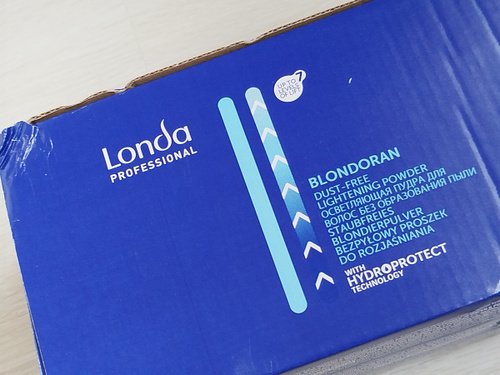 Londa
PROFESSIONAL
UP TO 7
LEVELS
OF LIFT
BLONDORAN
DUST-FREE
LIGHTENING POWDER
ОСВЕТЛЯЮЩАЯ ПУДРА ДЛЯ
ВОЛОС БЕЗ ОБРАЗОВАНИЯ ПЫЛИ
STAUBFREIES
BLONDIERPULVER
BEZPYŁOWY PROSZEK
DO ROZJAŚNIANIA
WITH
HYDROPROTECT
TECHNOLOGY